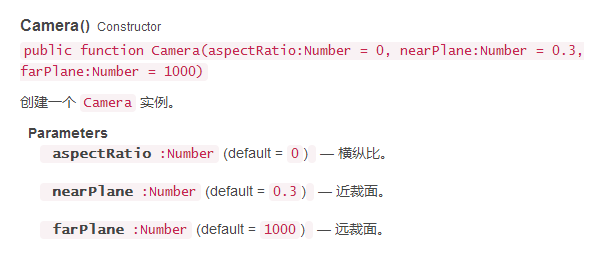 Camera() Constructor
public function Camera(aspectRatio:Number = 0, nearPlane:Number = 0.3,
farPlane:Number = 1000)
创建一个 Camera 实例。
Parameters
aspectRatio :Number (default = 0 ) — 横纵比。
nearPlane :Number (default = 0.3 ) — 近裁面。
farPlane :Number (default = 1000 ) — 远裁面。